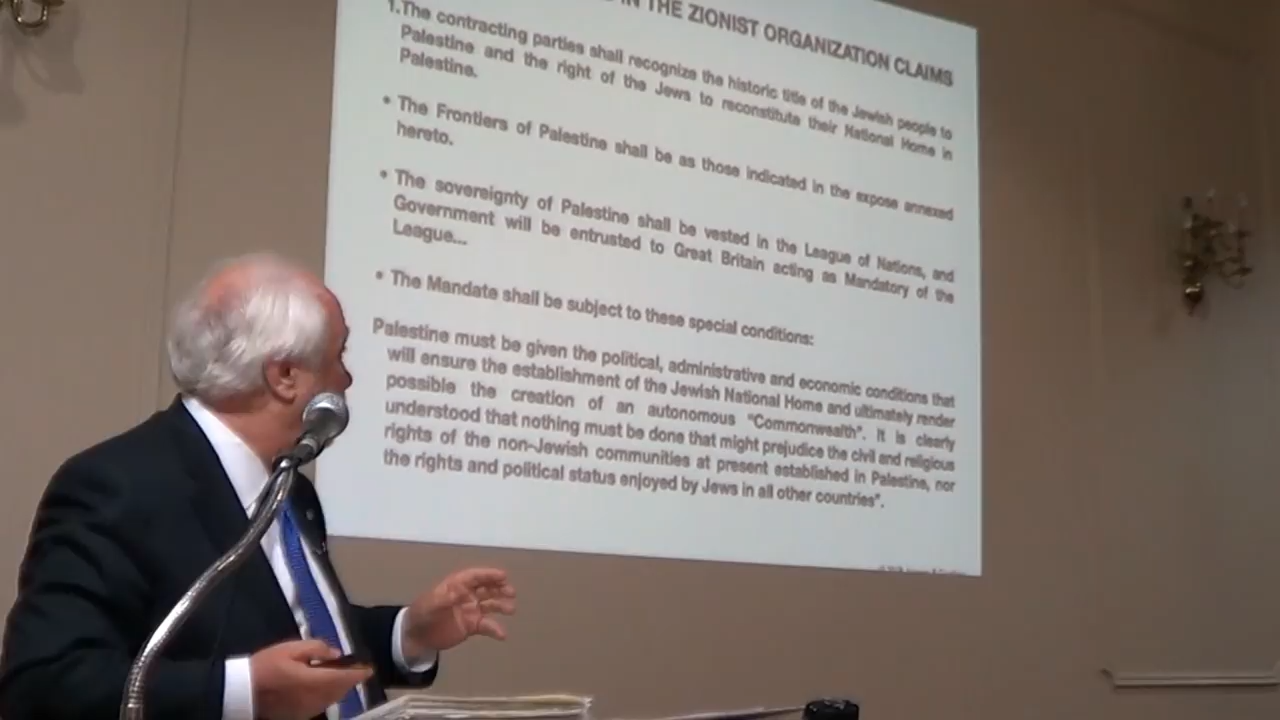 IN THE ZIONIST ORGANIZATION CLAIMS
1.The contracting parties shall recognize the historic title of the Jewish people to
Palestine and the right of the Jews to reconstitute their National Home in
Palestine.
• The Frontiers of Palestine shall be as those indicated in the expose annexed
hereto.
• The sovereignty of Palestine shall be vested in the League of Nations, and
Government will be entrusted to Great Britain acting as Mandatory of the
League...
• The Mandate shall be subject to these special conditions:
Palestine must be given the political, administrative and economic conditions that
will ensure the establishment of the Jewish National Home and ultimately render
possible the creation of an autonomous "Commonwealth". It is clearly
understood that nothing must be done that might prejudice the civil and religious
rights of the non-Jewish communities at present established in Palestine, nor
the rights and political status enjoyed by Jews in all other countries".